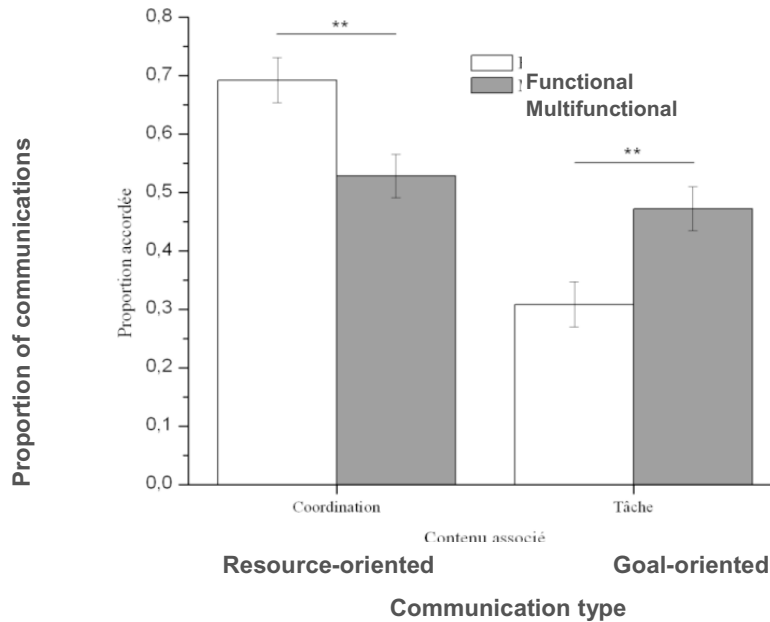 0,8
0,7
0,6
0,5
0,4
0,3
0,2
0,1
0,0
Proportion of communications
Proportion accordée
**
**
Functional
Multifunctional
Coordination
Tâche
Contenu associé
Resource-oriented
Goal-oriented
Communication type